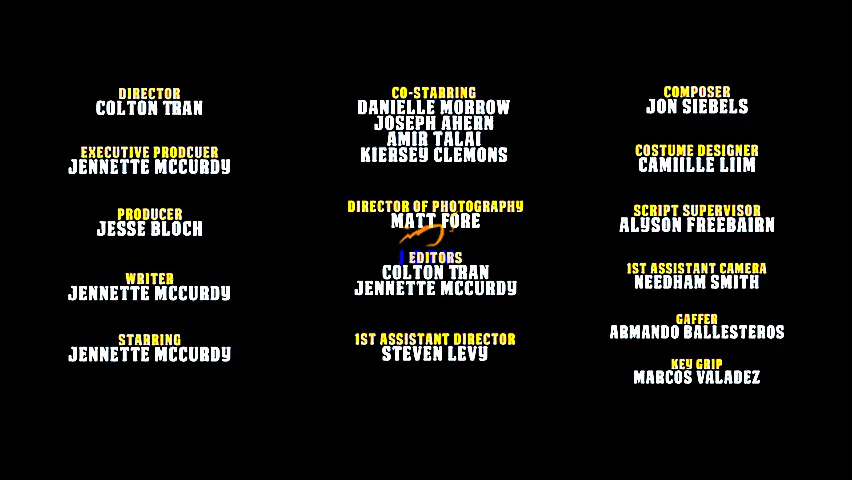 DIRECTOR
COLTON TRAN
EXECUTIVE PRODCUER
JENNETTE MCCURDY
PRODUCER
JESSE BLOCH
WRITER
JENNETTE MCCURDY
STARRING
JENNETTE MCCURDY
CO-STARRING
DANIELLE MORROW
JOSEPH AHERN
AMIR TALAI
KIERSEY CLEMONS
DIRECTOR OF PHOTOGRAPHY
MATT FORE
EDITORS
COLTON TRAN
JENNETTE MCCURDY
1ST ASSISTANT DIRECTOR
STEVEN LEVY
COMPOSER
JON SIEBELS
COSTUME DESIGNER
CAMIILLE LIIM
SCRIPT SUPERVISOR
ALYSON FREEBAIRN
1ST ASSISTANT CAMERA
NEEDHAM SMITH
GAFFER
ARMANDO BALLESTEROS
KEY GRIP
MARCOS VALADEZ